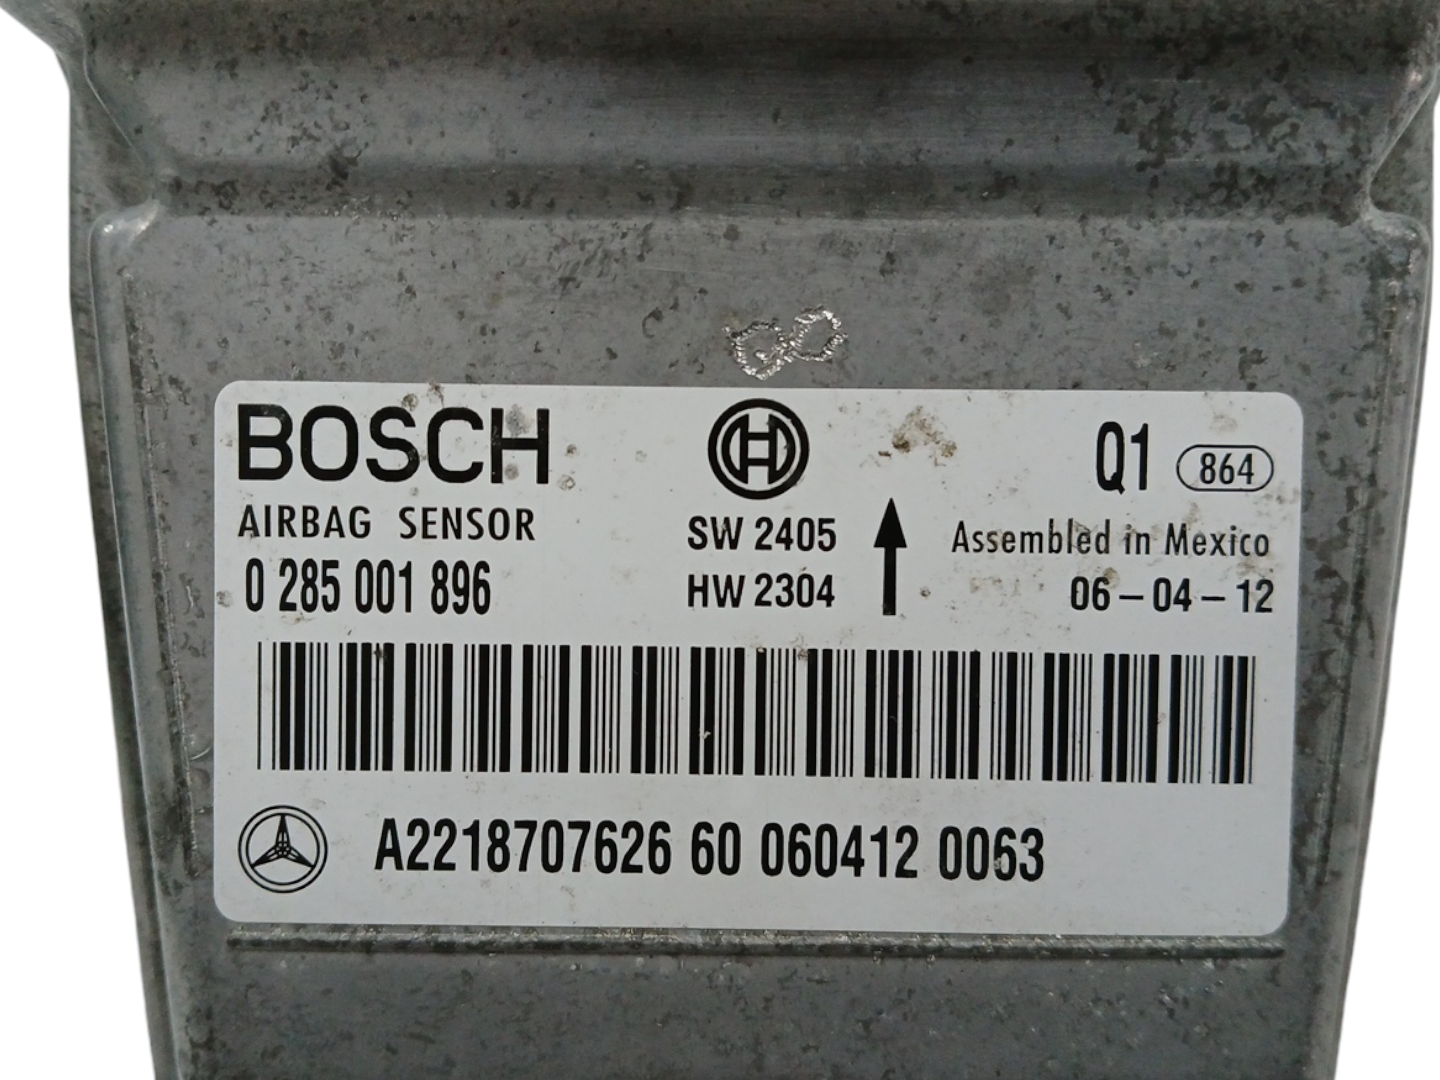 BOSCH
Q1 864
AIRBAG SENSOR
SW 2405
Assembled in Mexico
0 285 001 896
HW 2304
06-04-12
A2218707626 60 060412 0063